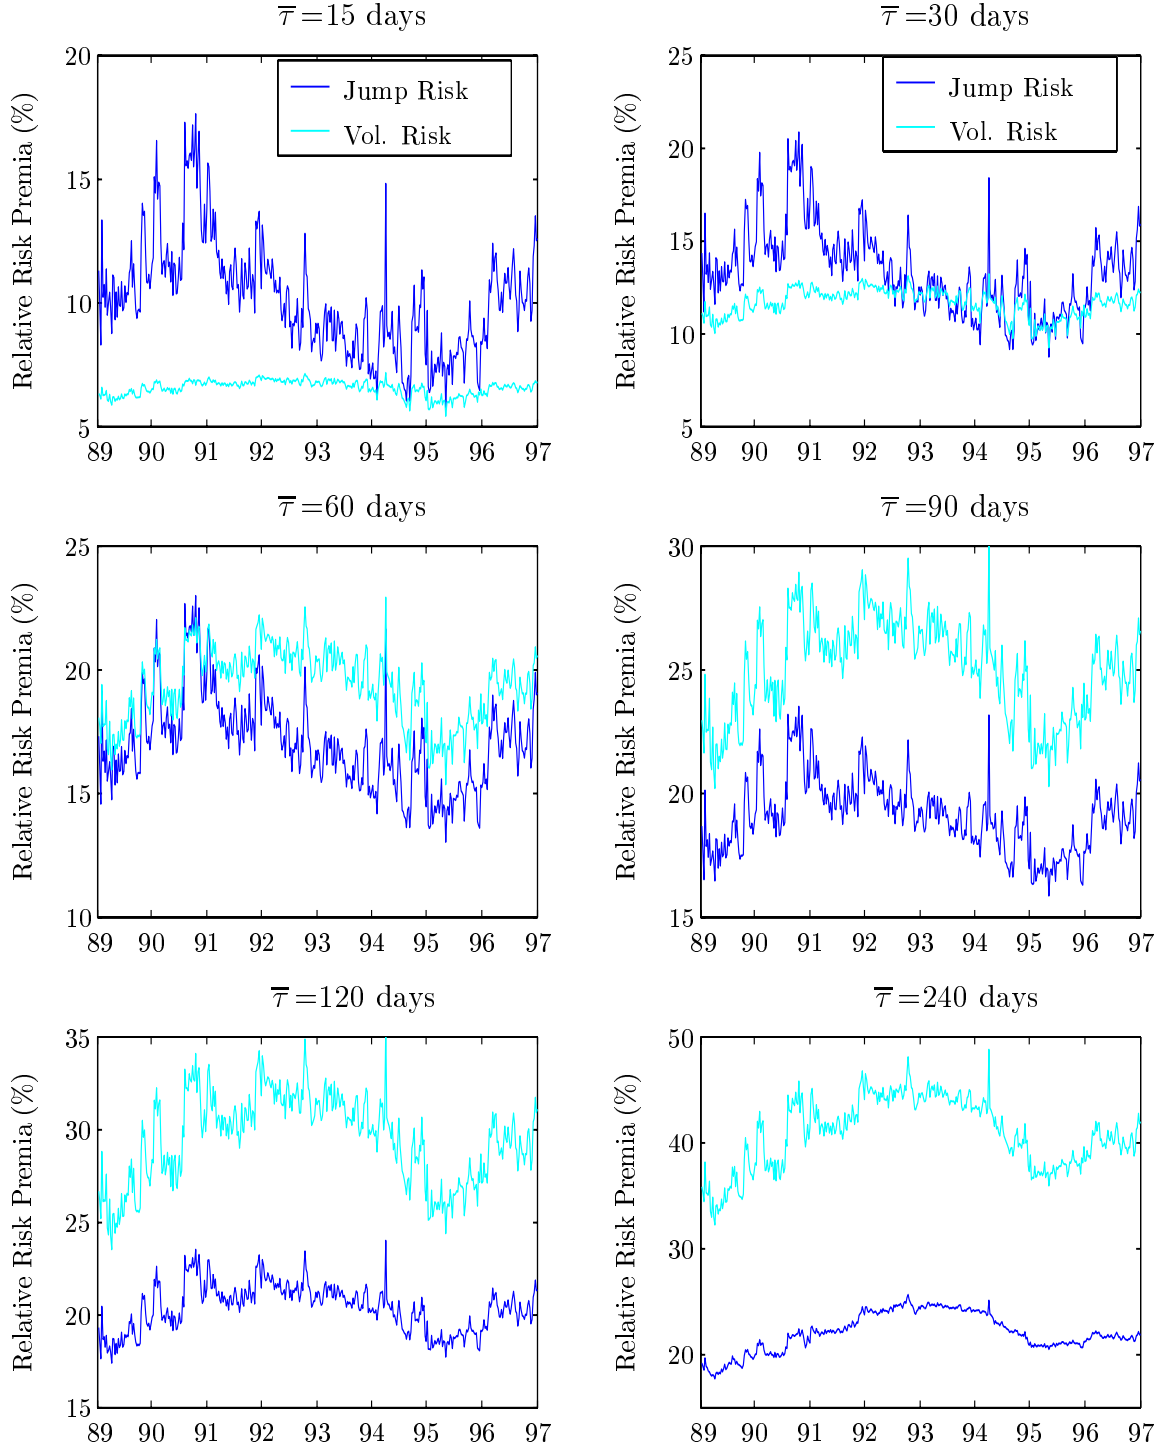 τ̅=15 days
τ̅=30 days
Relative Risk Premia (%)
20
15
10
5
Jump Risk
Vol. Risk
89 90 91 92 93 94 95 96 97
Relative Risk Premia (%)
25
20
15
10
5
Jump Risk
Vol. Risk
89 90 91 92 93 94 95 96 97
τ̅=60 days
τ̅=90 days
Relative Risk Premia (%)
25
20
15
10
89 90 91 92 93 94 95 96 97
Relative Risk Premia (%)
30
25
20
15
89 90 91 92 93 94 95 96 97
τ̅=120 days
τ̅=240 days
Relative Risk Premia (%)
35
30
25
20
15
89 90 91 92 93 94 95 96 97
Relative Risk Premia (%)
50
40
30
20
89 90 91 92 93 94 95 96 97